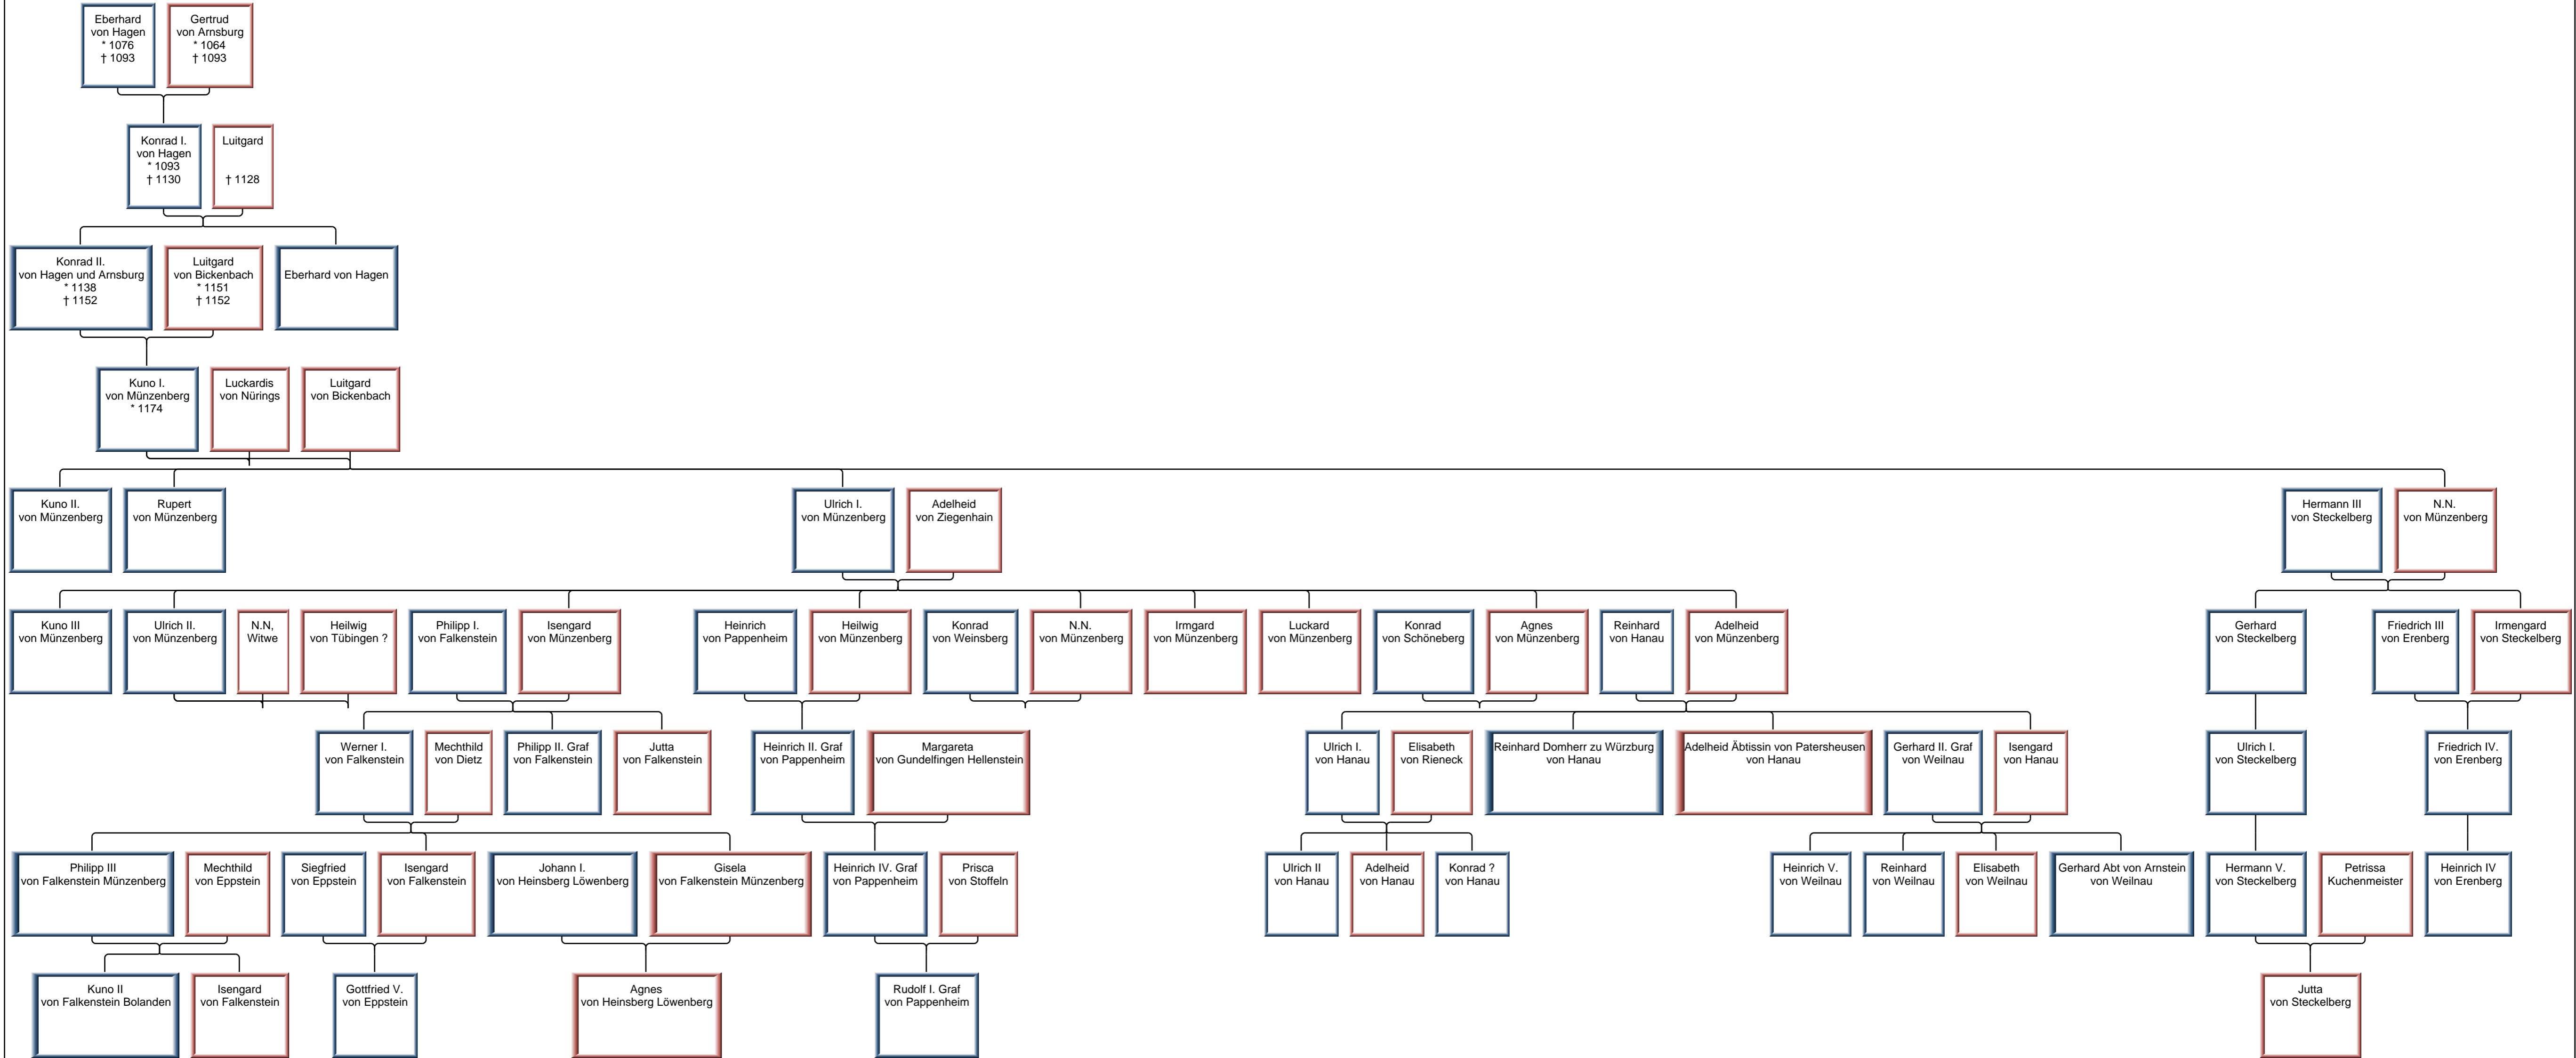 Eberhard
von Hagen
* 1076
† 1093
Gertrud
von Arnsburg
* 1064
† 1093
Konrad I.
von Hagen
* 1093
† 1130
Luitgard
† 1128
Konrad II.
von Hagen und Arnsburg
* 1138
† 1152
Luitgard
von Bickenbach
* 1151
† 1152
Eberhard von Hagen
Kuno I.
von Münzenberg
* 1174
Luckardis
von Nürings
Luitgard
von Bickenbach
Kuno II.
von Münzenberg
Rupert
von Münzenberg
Ulrich I.
von Münzenberg
Adelheid
von Ziegenhain
Hermann III
von Steckelberg
N.N.
von Münzenberg
Kuno III
von Münzenberg
Ulrich II.
von Münzenberg
N.N,
Witwe
Heilwig
von Tübingen ?
Philipp I.
von Falkenstein
Isengard
von Münzenberg
Heinrich
von Pappenheim
Heilwig
von Münzenberg
Konrad
von Weinsberg
N.N.
von Münzenberg
Irmgard
von Münzenberg
Luckard
von Münzenberg
Konrad
von Schöneberg
Agnes
von Münzenberg
Reinhard
von Hanau
Adelheid
von Münzenberg
Gerhard
von Steckelberg
Friedrich III
von Erenberg
Irmengard
von Steckelberg
Werner I.
von Falkenstein
Mechthild
von Dietz
Philipp II. Graf
von Falkenstein
Jutta
von Falkenstein
Heinrich II. Graf
von Pappenheim
Margareta
von Gundelfingen Hellenstein
Ulrich I.
von Hanau
Elisabeth
von Rieneck
Reinhard Domherr zu Würzburg
von Hanau
Adelheid Äbtissin von Patersheusen
von Hanau
Gerhard II. Graf
von Weilnau
Isengard
von Hanau
Ulrich I.
von Steckelberg
Friedrich IV.
von Erenberg
Philipp III
von Falkenstein Münzenberg
Mechthild
von Eppstein
Siegfried
von Eppstein
Isengard
von Falkenstein
Johann I.
von Heinsberg Löwenberg
Gisela
von Falkenstein Münzenberg
Heinrich IV. Graf
von Pappenheim
Prisca
von Stoffeln
Ulrich II
von Hanau
Adelheid
von Hanau
Konrad ?
von Hanau
Heinrich V.
von Weilnau
Reinhard
von Weilnau
Elisabeth
von Weilnau
Gerhard Abt von Arnstein
von Weilnau
Hermann V.
von Steckelberg
Petrissa
Kuchenmeister
Heinrich IV
von Erenberg
Kuno II
von Falkenstein Bolanden
Isengard
von Falkenstein
Gottfried V.
von Eppstein
Agnes
von Heinsberg Löwenberg
Rudolf I. Graf
von Pappenheim
Jutta
von Steckelberg